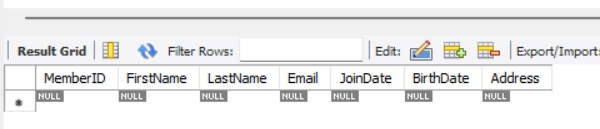 Result Grid Filter Rows: Edit: Export/Import:
MemberID FirstName LastName Email JoinDate BirthDate Address
NULL NULL NULL NULL NULL NULL NULL